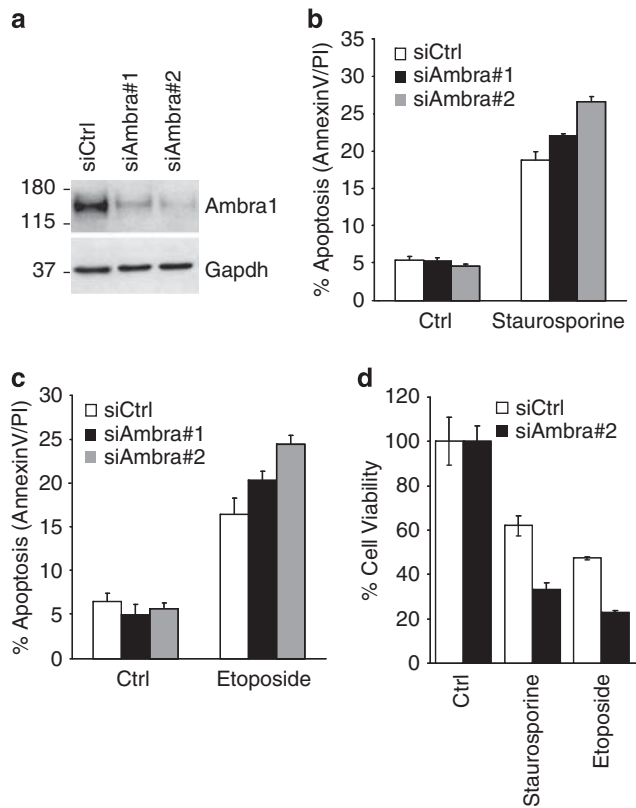 a
siCtrl
siAmbra#1
siAmbra#2
180
115
Ambra1
37
Gapdh
b
% Apoptosis (AnnexinV/PI)
35
30
25
20
15
10
5
0
siCtrl
siAmbra#1
siAmbra#2
Ctrl
Staurosporine
c
% Apoptosis (AnnexinV/PI)
30
25
20
15
10
5
0
siCtrl
siAmbra#1
siAmbra#2
Ctrl
Etoposide
d
% Cell Viability
120
100
80
60
40
20
0
siCtrl
siAmbra#2
Ctrl
Staurosporine
Etoposide